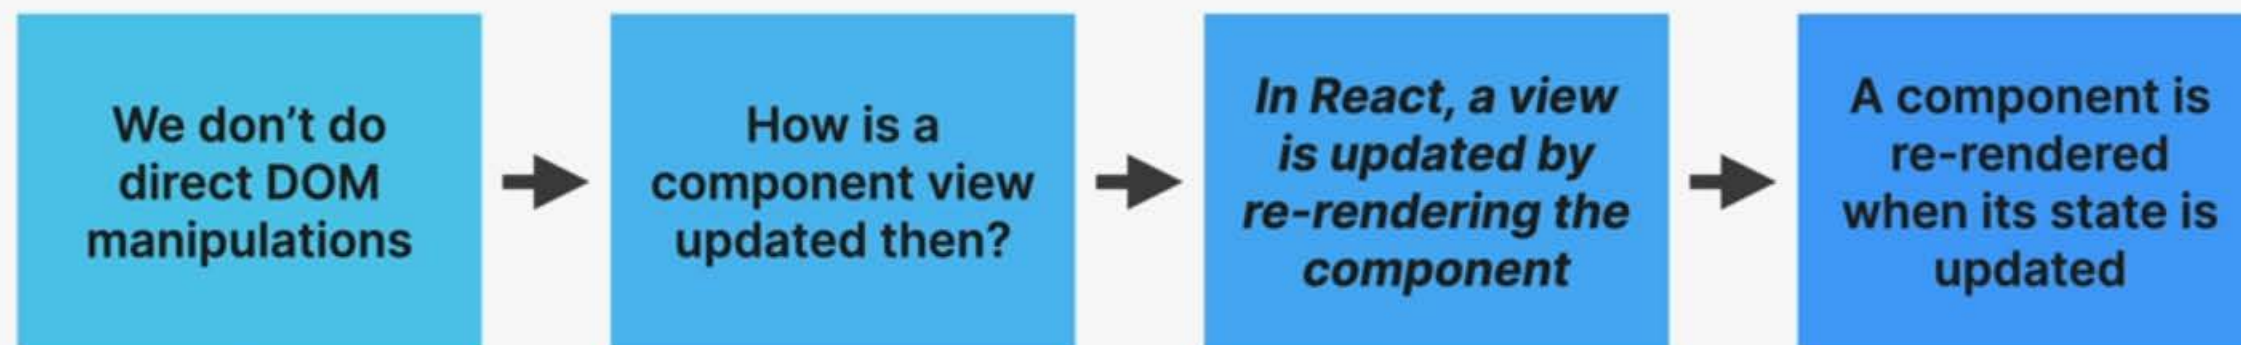 We don’t do
direct DOM
manipulations
How is a
component view
updated then?
In React, a view
is updated by
re-rendering the
component
A component is
re-rendered
when its state is
updated